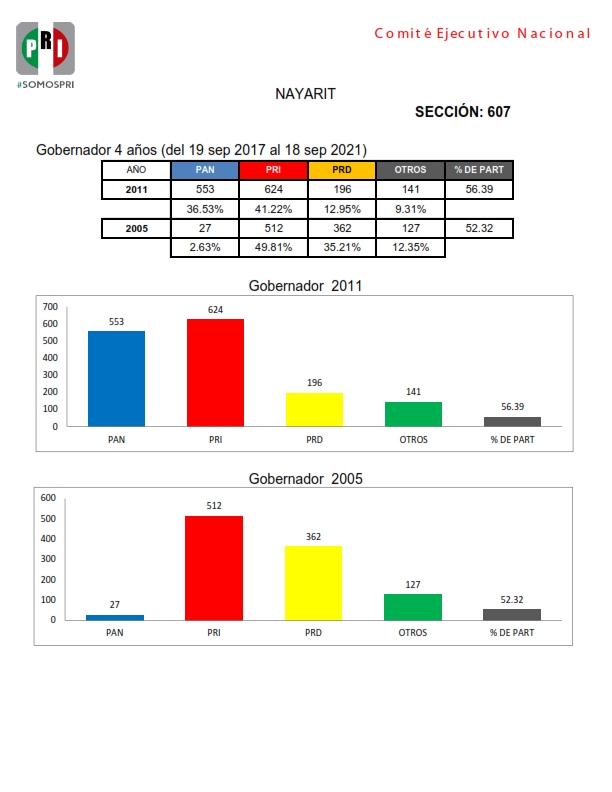 Comité Ejecutivo Nacional
PRI
#SOMOSPRI
NAYARIT
SECCIÓN: 607
Gobernador 4 años (del 19 sep 2017 al 18 sep 2021)
AÑO PAN PRI PRD OTROS % DE PART
2011 553 624 196 141 56.39
36.53% 41.22% 12.95% 9.31%
2005 27 512 362 127 52.32
2.63% 49.81% 35.21% 12.35%
Gobernador 2011
700
600
500
400
300
200
100
0
553
624
196
141
56.39
PAN PRI PRD OTROS % DE PART
Gobernador 2005
600
500
400
300
200
100
0
27
512
362
127
52.32
PAN PRI PRD OTROS % DE PART